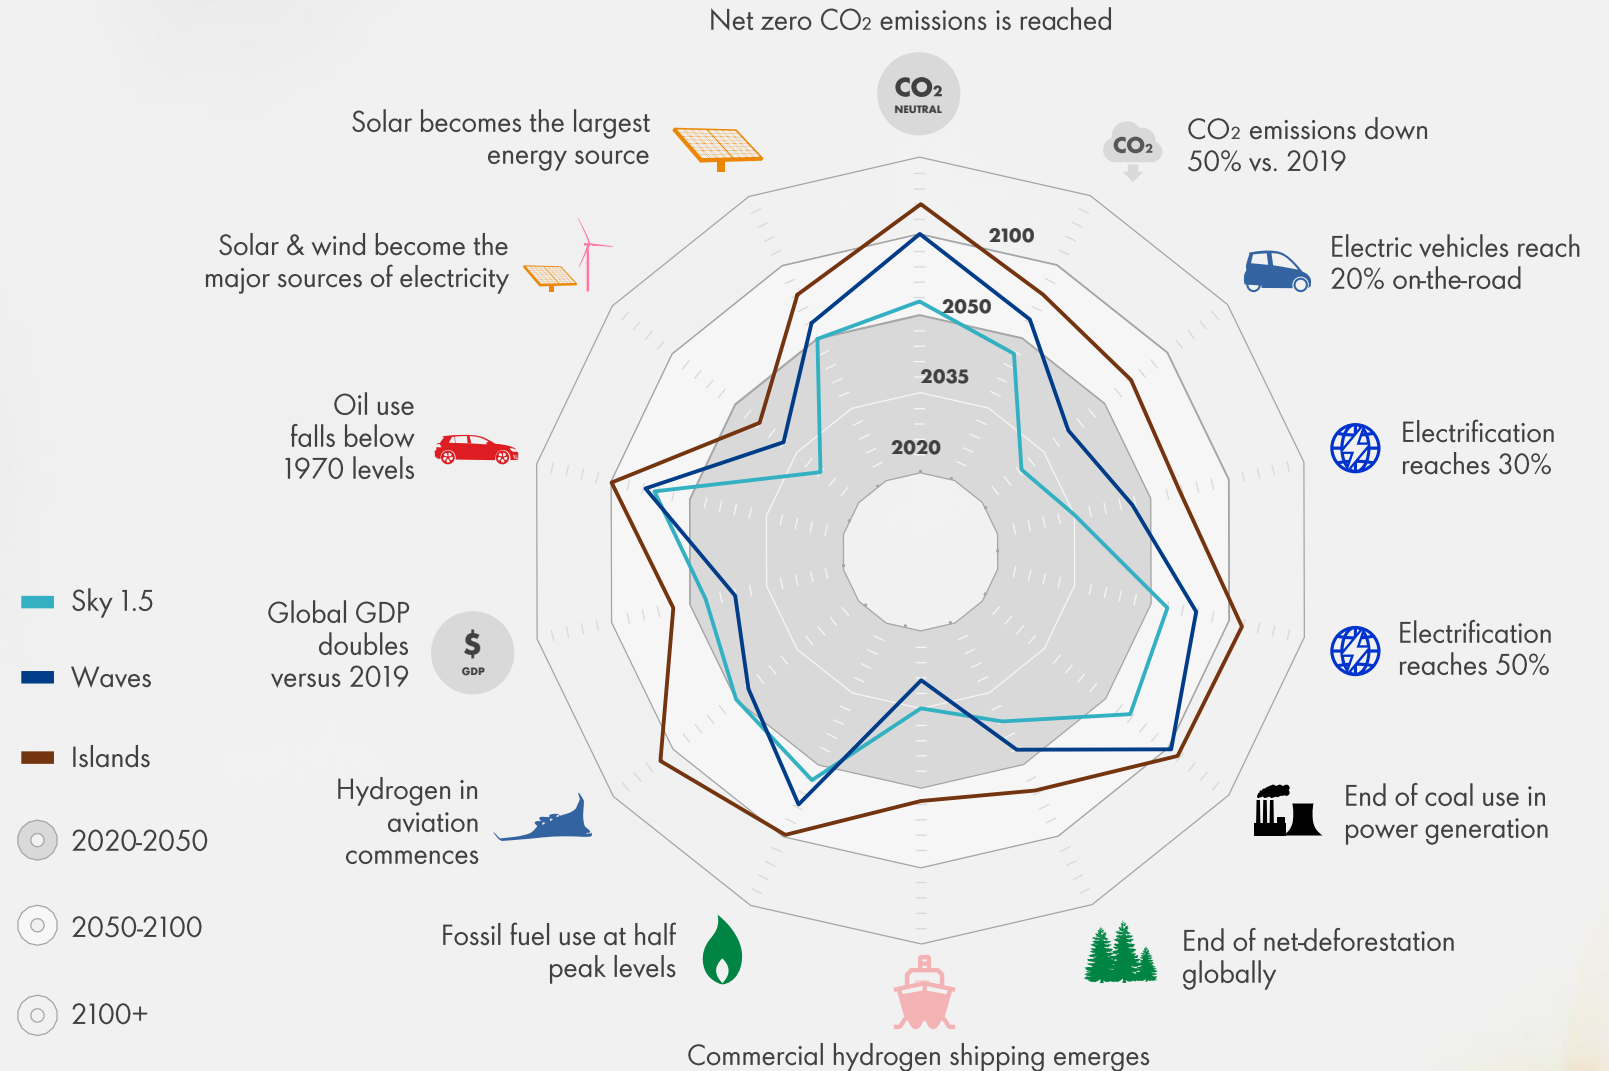 Net zero CO₂ emissions is reached
CO₂
NEUTRAL
Solar becomes the largest
energy source
CO₂
CO₂ emissions down
50% vs. 2019
Solar & wind become the
major sources of electricity
2100
Electric vehicles reach
20% on-the-road
2050
2035
2020
Oil use
falls below
1970 levels
Electrification
reaches 30%
Sky 1.5
Waves
Islands
Global GDP
doubles
versus 2019
$
GDP
Electrification
reaches 50%
2020-2050
2050-2100
2100+
Hydrogen in
aviation
commences
End of coal use in
power generation
Fossil fuel use at half
peak levels
End of net-deforestation
globally
Commercial hydrogen shipping emerges